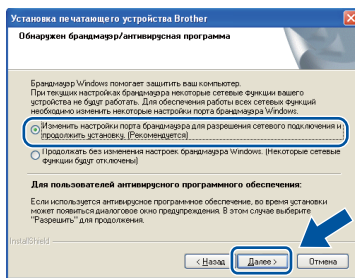 Установка печатающего устройства Brother
Обнаружен брандмауэр/антивирусная программа
Брандмауэр Windows помогает защитить ваш компьютер.
При текущих настройках брандмауэра некоторые сетевые функции вашего
устройства не будут работать. Для обеспечения работы всех сетевых функций
необходимо изменить некоторые настройки порта брандмауэра Windows.
Изменить настройки порта брандмауэра для разрешения сетевого подключения и
продолжить установку. (Рекомендуется)
Продолжать без изменения настроек брандмауэра Windows. (Некоторые сетевые
функции будут отключены)
Для пользователей антивирусного программного обеспечения:
Если используется антивирусное программное обеспечение, во время установки
может появиться диалоговое окно предупреждения. В этом случае выберите
"Разрешить" для продолжения.
InstallShield
< Назад
Далее >
Отмена